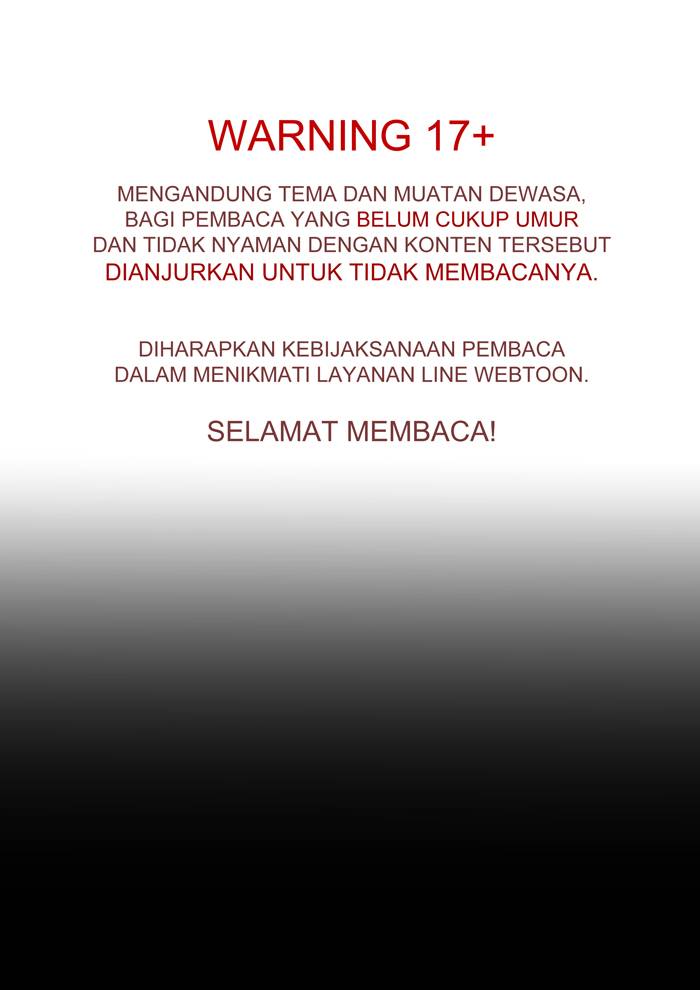 WARNING 17+
MENGANDUNG TEMA DAN MUATAN DEWASA,
BAGI PEMBACA YANG BELUM CUKUP UMUR
DAN TIDAK NYAMAN DENGAN KONTEN TERSEBUT
DIANJURKAN UNTUK TIDAK MEMBACANYA.
DIHARAPKAN KEBIJAKSANAAN PEMBACA
DALAM MENIKMATI LAYANAN LINE WEBTOON.
SELAMAT MEMBACA!